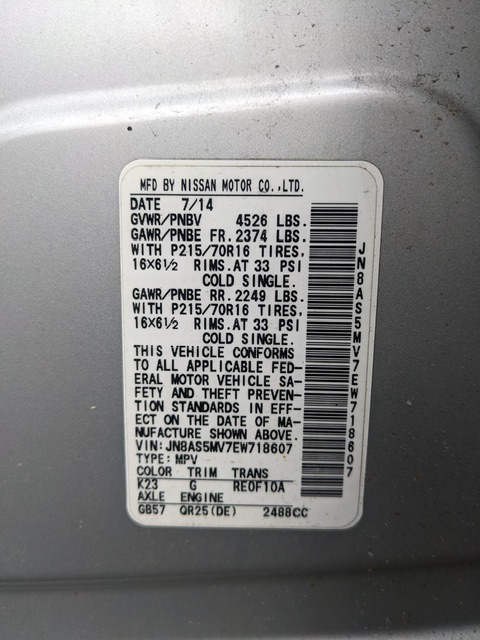 MFD BY NISSAN MOTOR CO.,LTD.
DATE 7/14
GVWR/PNBV 4526 LBS.
GAWR/PNBE FR. 2374 LBS.
WITH P215/70R16 TIRES,
16X6½ RIMS. AT 33 PSI
COLD SINGLE.
GAWR/PNBE RR. 2249 LBS.
WITH P215/70R16 TIRES,
16X6½ RIMS. AT 33 PSI
COLD SINGLE.
THIS VEHICLE CONFORMS
TO ALL APPLICABLE FED-
ERAL MOTOR VEHICLE SA-
FETY AND THEFT PREVEN-
TION STANDARDS IN EFF-
ECT ON THE DATE OF MA-
NUFACTURE SHOWN ABOVE.
VIN: JN8AS5MV7EW718607
TYPE: MPV
COLOR TRIM TRANS
K23 G RE0F10A
AXLE ENGINE
GB57 QR25(DE) 2488CC
JN8AS5MV7EW718607